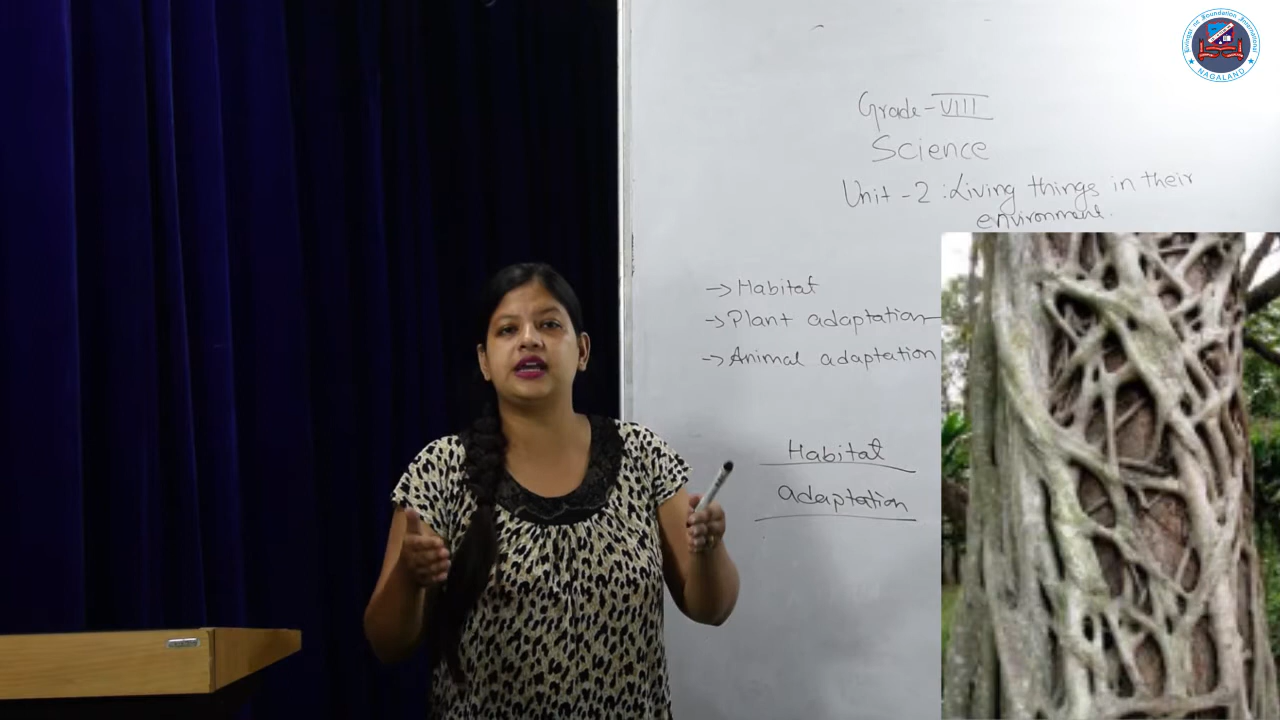 NAGALAND
Grade-VIII
Science
Unit-2: Living things in their
environment.
→ Habitat
→ Plant adaptation
→ Animal adaptation
Habitat
adaptation